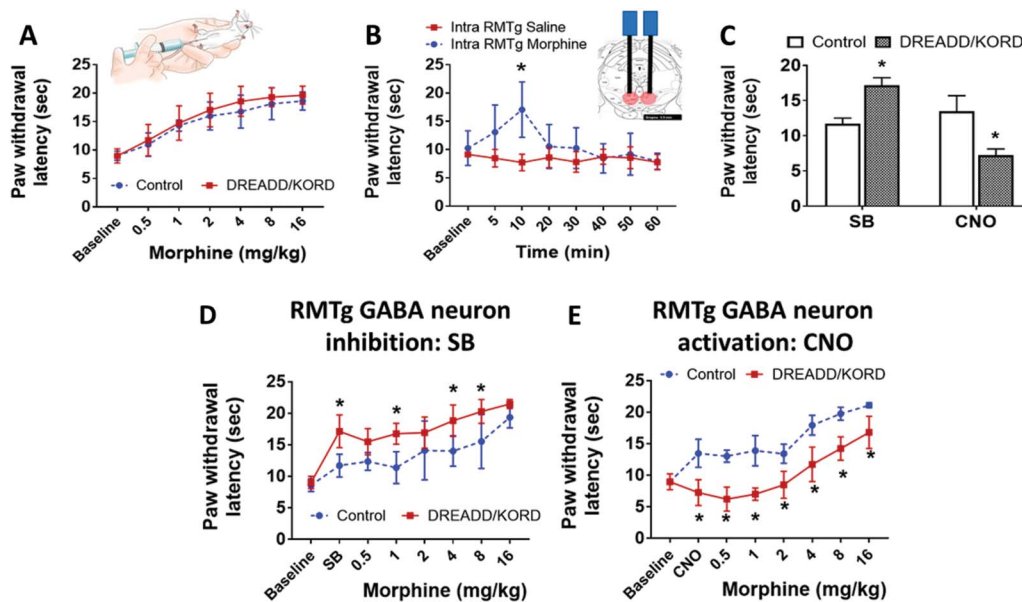 A
Paw withdrawal
latency (sec)
25
20
15
10
5
0
Control
DREADD/KORD
Baseline
0.5
1
2
4
8
16
Morphine (mg/kg)
B
Intra RMTg Saline
Intra RMTg Morphine
Paw withdrawal
latency (sec)
25
20
15
10
5
0
*
Baseline
5
10
20
30
40
50
60
Time (min)
C
Control
DREADD/KORD
Paw withdrawal
latency (sec)
20
15
10
5
0
*
*
SB
CNO
D
RMTg GABA neuron
inhibition: SB
Paw withdrawal
latency (sec)
25
20
15
10
5
0
* * * *
Control
DREADD/KORD
Baseline
SB
0.5
1
2
4
8
16
Morphine (mg/kg)
E
RMTg GABA neuron
activation: CNO
Control
DREADD/KORD
Paw withdrawal
latency (sec)
25
20
15
10
5
0
* * * * * * *
Baseline
CNO
0.5
1
2
4
8
16
Morphine (mg/kg)